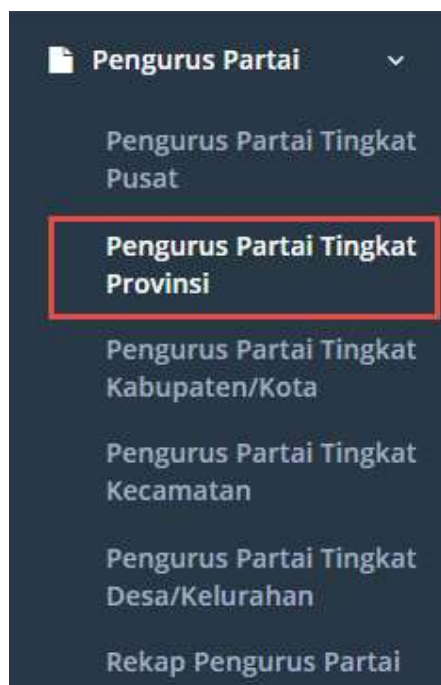 Pengurus Partai
Pengurus Partai Tingkat
Pusat
Pengurus Partai Tingkat
Provinsi
Pengurus Partai Tingkat
Kabupaten/Kota
Pengurus Partai Tingkat
Kecamatan
Pengurus Partai Tingkat
Desa/Kelurahan
Rekap Pengurus Partai